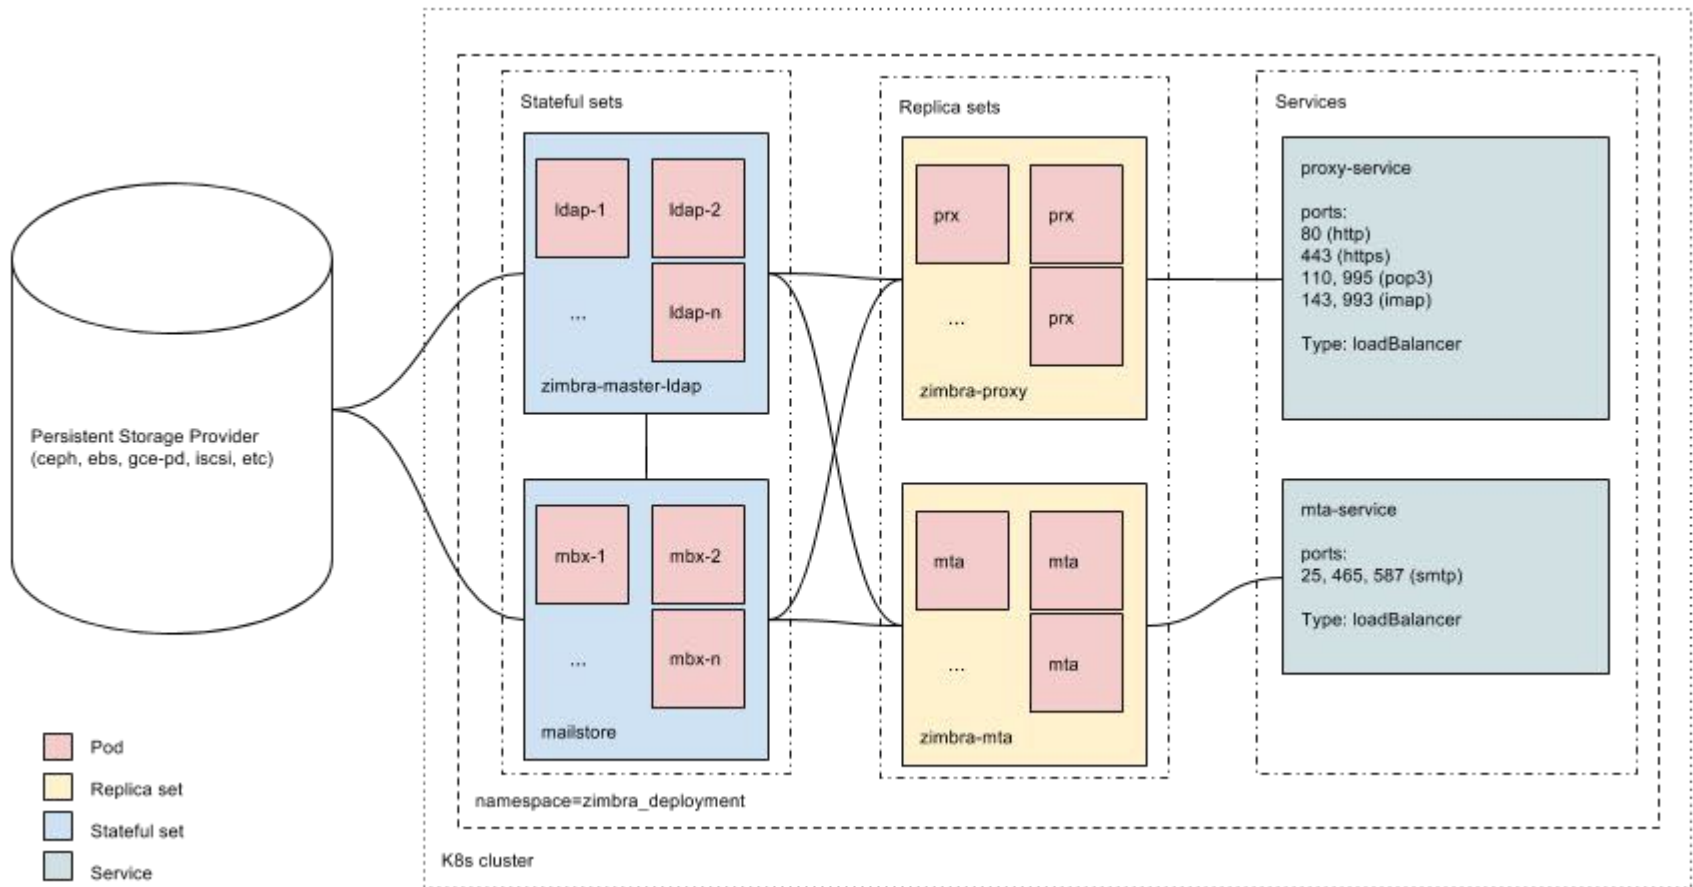 Stateful sets
ldap-1
ldap-2
...
ldap-n
zimbra-master-ldap
mbx-1
mbx-2
...
mbx-n
mailstore
Replica sets
prx
prx
...
prx
zimbra-proxy
mta
mta
...
mta
zimbra-mta
Services
proxy-service
ports:
80 (http)
443 (https)
110, 995 (pop3)
143, 993 (imap)
Type: loadBalancer
mta-service
ports:
25, 465, 587 (smtp)
Type: loadBalancer
Persistent Storage Provider
(ceph, ebs, gce-pd, iscsi, etc)
Pod
Replica set
Stateful set
Service
namespace=zimbra_deployment
K8s cluster